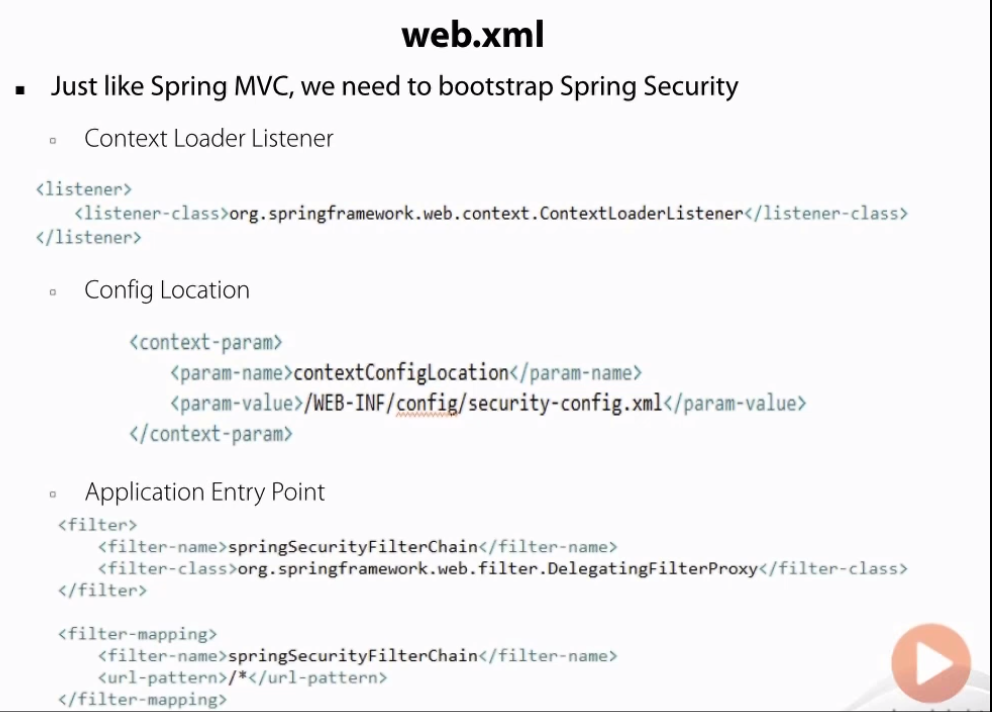 web.xml
Just like Spring MVC, we need to bootstrap Spring Security
Context Loader Listener
<listener>
<listener-class>org.springframework.web.context.ContextLoaderListener</listener-class>
</listener>
Config Location
<context-param>
<param-name>contextConfigLocation</param-name>
<param-value>/WEB-INF/config/security-config.xml</param-value>
</context-param>
Application Entry Point
<filter>
<filter-name>springSecurityFilterChain</filter-name>
<filter-class>org.springframework.web.filter.DelegatingFilterProxy</filter-class>
</filter>
<filter-mapping>
<filter-name>springSecurityFilterChain</filter-name>
<url-pattern>/*</url-pattern>
</filter-mapping>